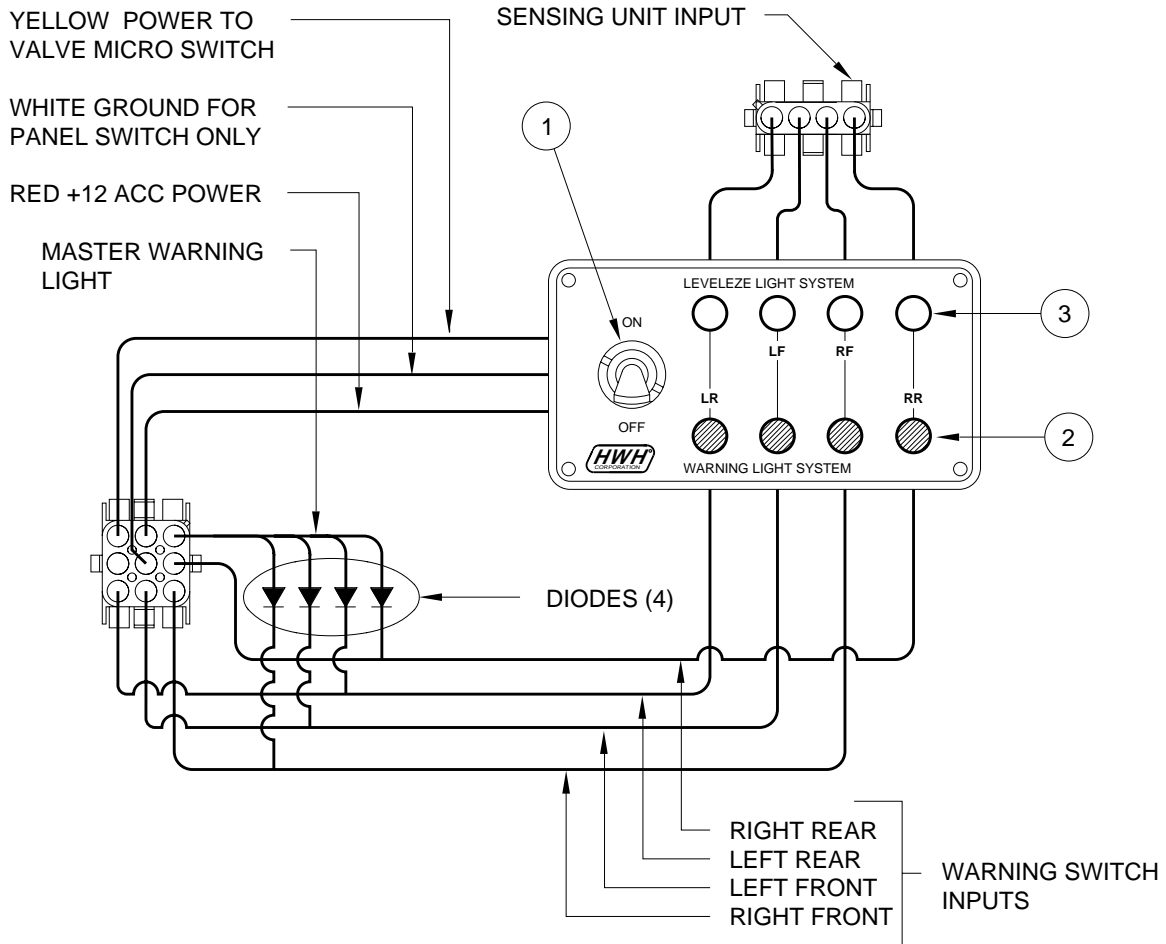 YELLOW POWER TO
VALVE MICRO SWITCH
SENSING UNIT INPUT
WHITE GROUND FOR
PANEL SWITCH ONLY
1
RED +12 ACC POWER
MASTER WARNING
LIGHT
LEVELEZE LIGHT SYSTEM
ON
3
LF
RF
LR
RR
OFF
2
HWH
CORPORATION
WARNING LIGHT SYSTEM
DIODES (4)
RIGHT REAR
LEFT REAR
LEFT FRONT
RIGHT FRONT
WARNING SWITCH
INPUTS